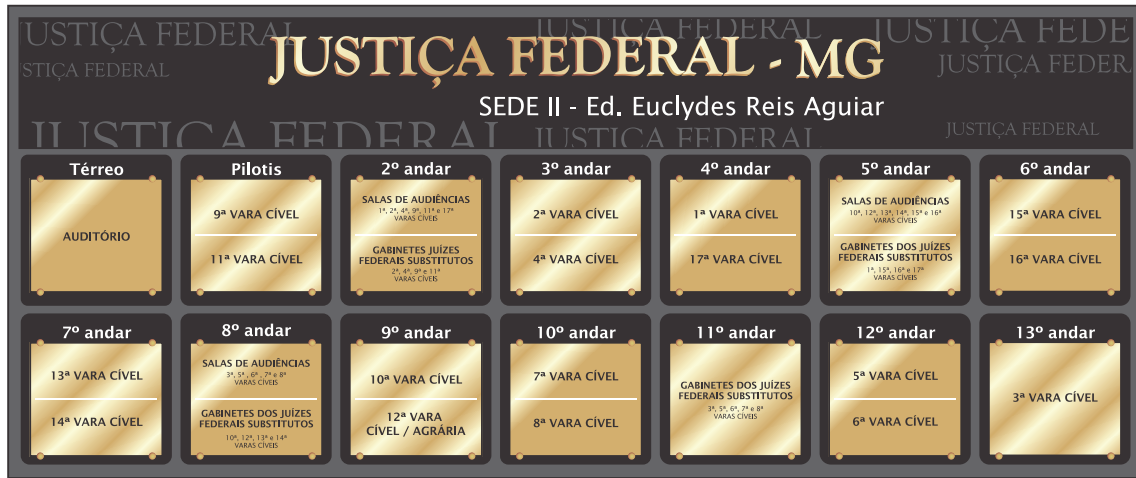 USTIÇA FEDERAL
STIÇA FEDERAL
JUSTIÇA FEDERAL
JUSTIÇA FEDE
JUSTIÇA FEDER
JUSTIÇA FEDERAL - MG
SEDE II - Ed. Euclydes Reis Aguiar
JUSTIÇA FEDERAL
JUSTIÇA FEDERAL
JUSTIÇA FEDERAL
Térreo
AUDITÓRIO
Pilotis
9ª VARA CÍVEL
11ª VARA CÍVEL
2º andar
SALAS DE AUDIÊNCIAS
1ª, 2ª, 4ª, 9ª, 11ª e 17ª
VARAS CÍVEIS
GABINETES JUÍZES
FEDERAIS SUBSTITUTOS
2ª, 4ª, 9ª e 11ª
VARAS CÍVEIS
3º andar
2ª VARA CÍVEL
4ª VARA CÍVEL
4º andar
1ª VARA CÍVEL
17ª VARA CÍVEL
5º andar
SALAS DE AUDIÊNCIAS
10ª, 12ª, 13ª, 14ª, 15ª e 16ª
VARAS CÍVEIS
GABINETES DOS JUÍZES
FEDERAIS SUBSTITUTOS
1ª, 15ª, 16ª e 17ª
VARAS CÍVEIS
6º andar
15ª VARA CÍVEL
16ª VARA CÍVEL
7º andar
13ª VARA CÍVEL
14ª VARA CÍVEL
8º andar
SALAS DE AUDIÊNCIAS
3ª, 5ª , 6ª , 7ª e 8ª
VARAS CÍVEIS
GABINETES DOS JUÍZES
FEDERAIS SUBSTITUTOS
10ª, 12ª, 13ª e 14ª
VARAS CÍVEIS
9º andar
10ª VARA CÍVEL
12ª VARA
CÍVEL / AGRÁRIA
10º andar
7ª VARA CÍVEL
8ª VARA CÍVEL
11º andar
GABINETES DOS JUÍZES
FEDERAIS SUBSTITUTOS
3ª, 5ª, 6ª, 7ª e 8ª
VARAS CÍVEIS
12º andar
5ª VARA CÍVEL
6ª VARA CÍVEL
13º andar
3ª VARA CÍVEL